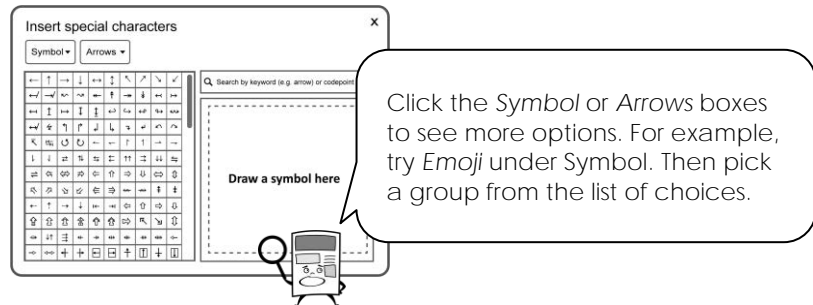 Insert special characters
X
Symbol▾ Arrows ▾
Search by keyword (e.g. arrow) or codepoint
Draw a symbol here
Click the Symbol or Arrows boxes
to see more options. For example,
try Emoji under Symbol. Then pick
a group from the list of choices.